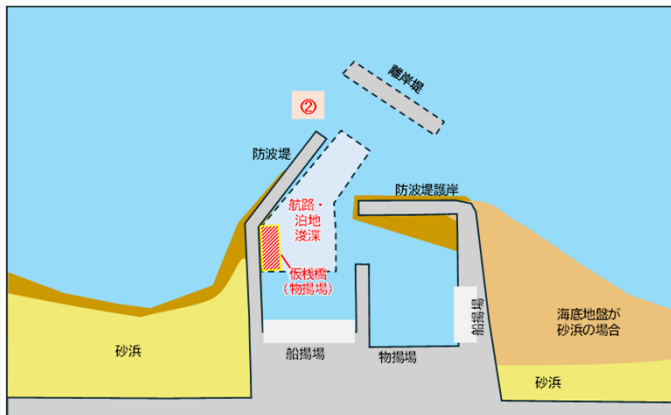 離岸堤
②
防波堤
防波堤護岸
航路・
泊地
浚渫
仮桟橋
(物揚場)
船揚場
海底地盤が
砂浜の場合
砂浜
船揚場
物揚場
砂浜